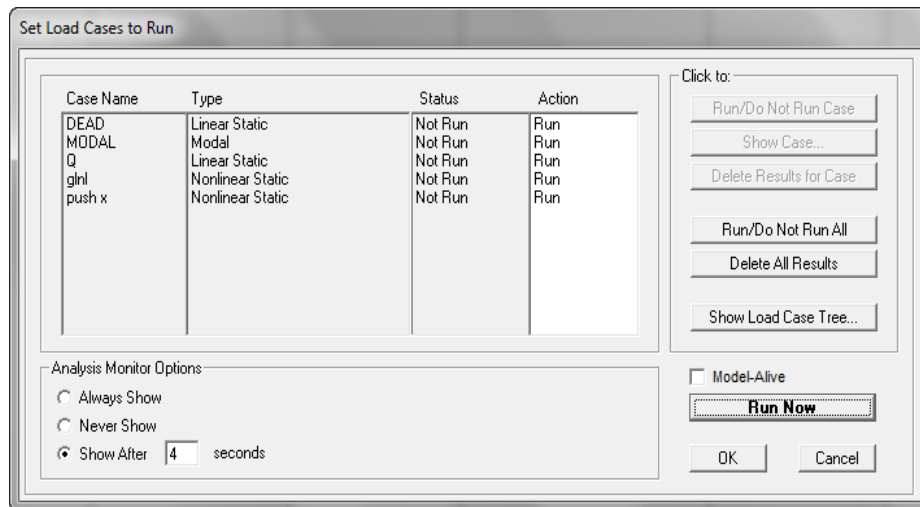 Set Load Cases to Run
Case Name Type Status Action
DEAD Linear Static Not Run Run
MODAL Modal Not Run Run
Q Linear Static Not Run Run
glnl Nonlinear Static Not Run Run
push x Nonlinear Static Not Run Run
Click to:
Run/Do Not Run Case
Show Case...
Delete Results for Case
Run/Do Not Run All
Delete All Results
Show Load Case Tree...
Analysis Monitor Options
Always Show
Never Show
Show After 4 seconds
Model-Alive
Run Now
OK Cancel